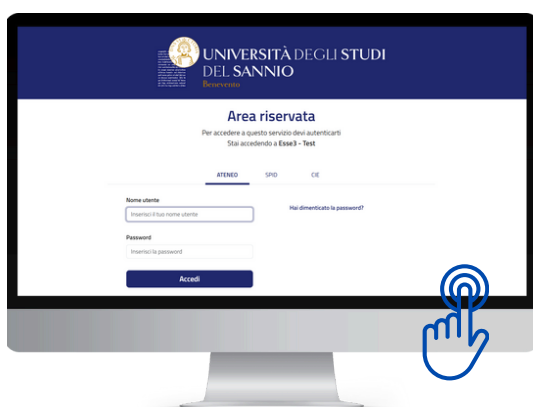 UNIVERSITÀ DEGLI STUDI
DEL SANNIO
Benevento
Area riservata
Per accedere a questo servizio devi autenticarti
Stai accedendo a Esse3 - Test
ATENEO SPID CIE
Nome utente
Inserisci il tuo nome utente
Hai dimenticato la password?
Password
Inserisci la password
Accedi